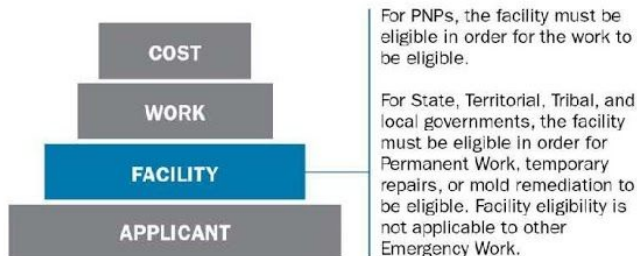 COST
WORK
FACILITY
APPLICANT
For PNPs, the facility must be
eligible in order for the work to
be eligible.
For State, Territorial, Tribal, and
local governments, the facility
must be eligible in order for
Permanent Work, temporary
repairs, or mold remediation to
be eligible. Facility eligibility is
not applicable to other
Emergency Work.